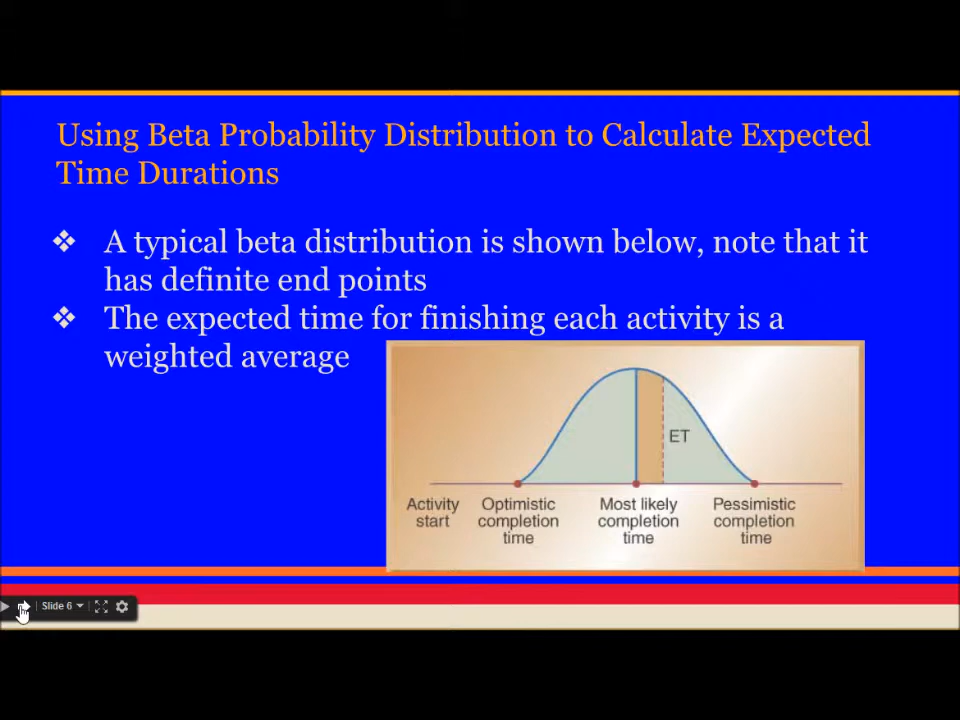 Using Beta Probability Distribution to Calculate Expected
Time Durations
❖ A typical beta distribution is shown below, note that it
has definite end points
❖ The expected time for finishing each activity is a
weighted average
ET
Activity start
Optimistic completion time
Most likely completion time
Pessimistic completion time
Slide 6